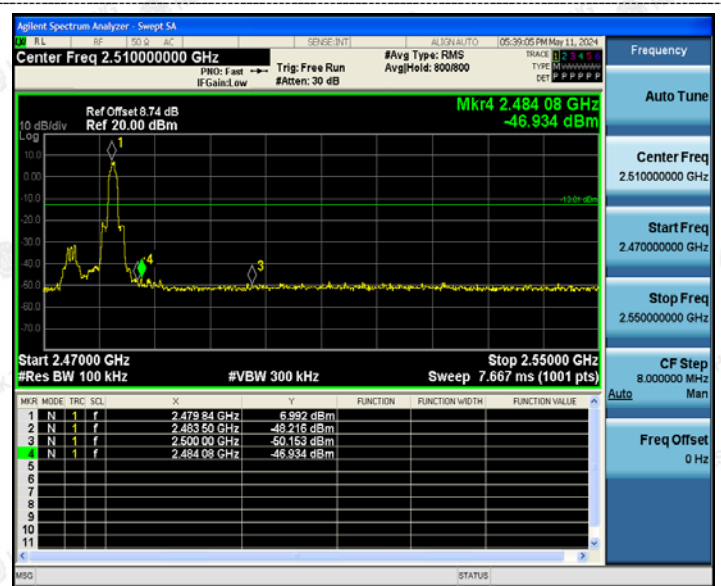 Agilent Spectrum Analyzer - Swept SA
RL RF 50 Ω AC SENSE:INT ALIGN AUTO 05:39:05 PM May 11, 2024
Center Freq 2.510000000 GHz
PNO: Fast
IFGain:Low
Trig: Free Run
#Atten: 30 dB
#Avg Type: RMS
Avg|Hold: 800/800
TRACE 1 2 3 4 5 6
TYPE M W W W W W
DET P P P P P P
Ref Offset 8.74 dB
Ref 20.00 dBm
10 dB/div
Log
Mkr4 2.484 08 GHz
-46.934 dBm
1
10.0
0.00
-10.0
-13.01 dBm
-20.0
-30.0
-40.0
4
3
-50.0
-60.0
-70.0
Start 2.47000 GHz
Stop 2.55000 GHz
#Res BW 100 kHz
#VBW 300 kHz
Sweep 7.667 ms (1001 pts)
MKR MODE TRC SCL X Y FUNCTION FUNCTION WIDTH FUNCTION VALUE
1 N 1 f 2.479 84 GHz 6.992 dBm
2 N 1 f 2.483 50 GHz -48.216 dBm
3 N 1 f 2.500 00 GHz -50.153 dBm
4 N 1 f 2.484 08 GHz -46.934 dBm
5
6
7
8
9
10
11
MSG
STATUS
Frequency
Auto Tune
Center Freq
2.510000000 GHz
Start Freq
2.470000000 GHz
Stop Freq
2.550000000 GHz
CF Step
8.000000 MHz
Auto Man
Freq Offset
0 Hz